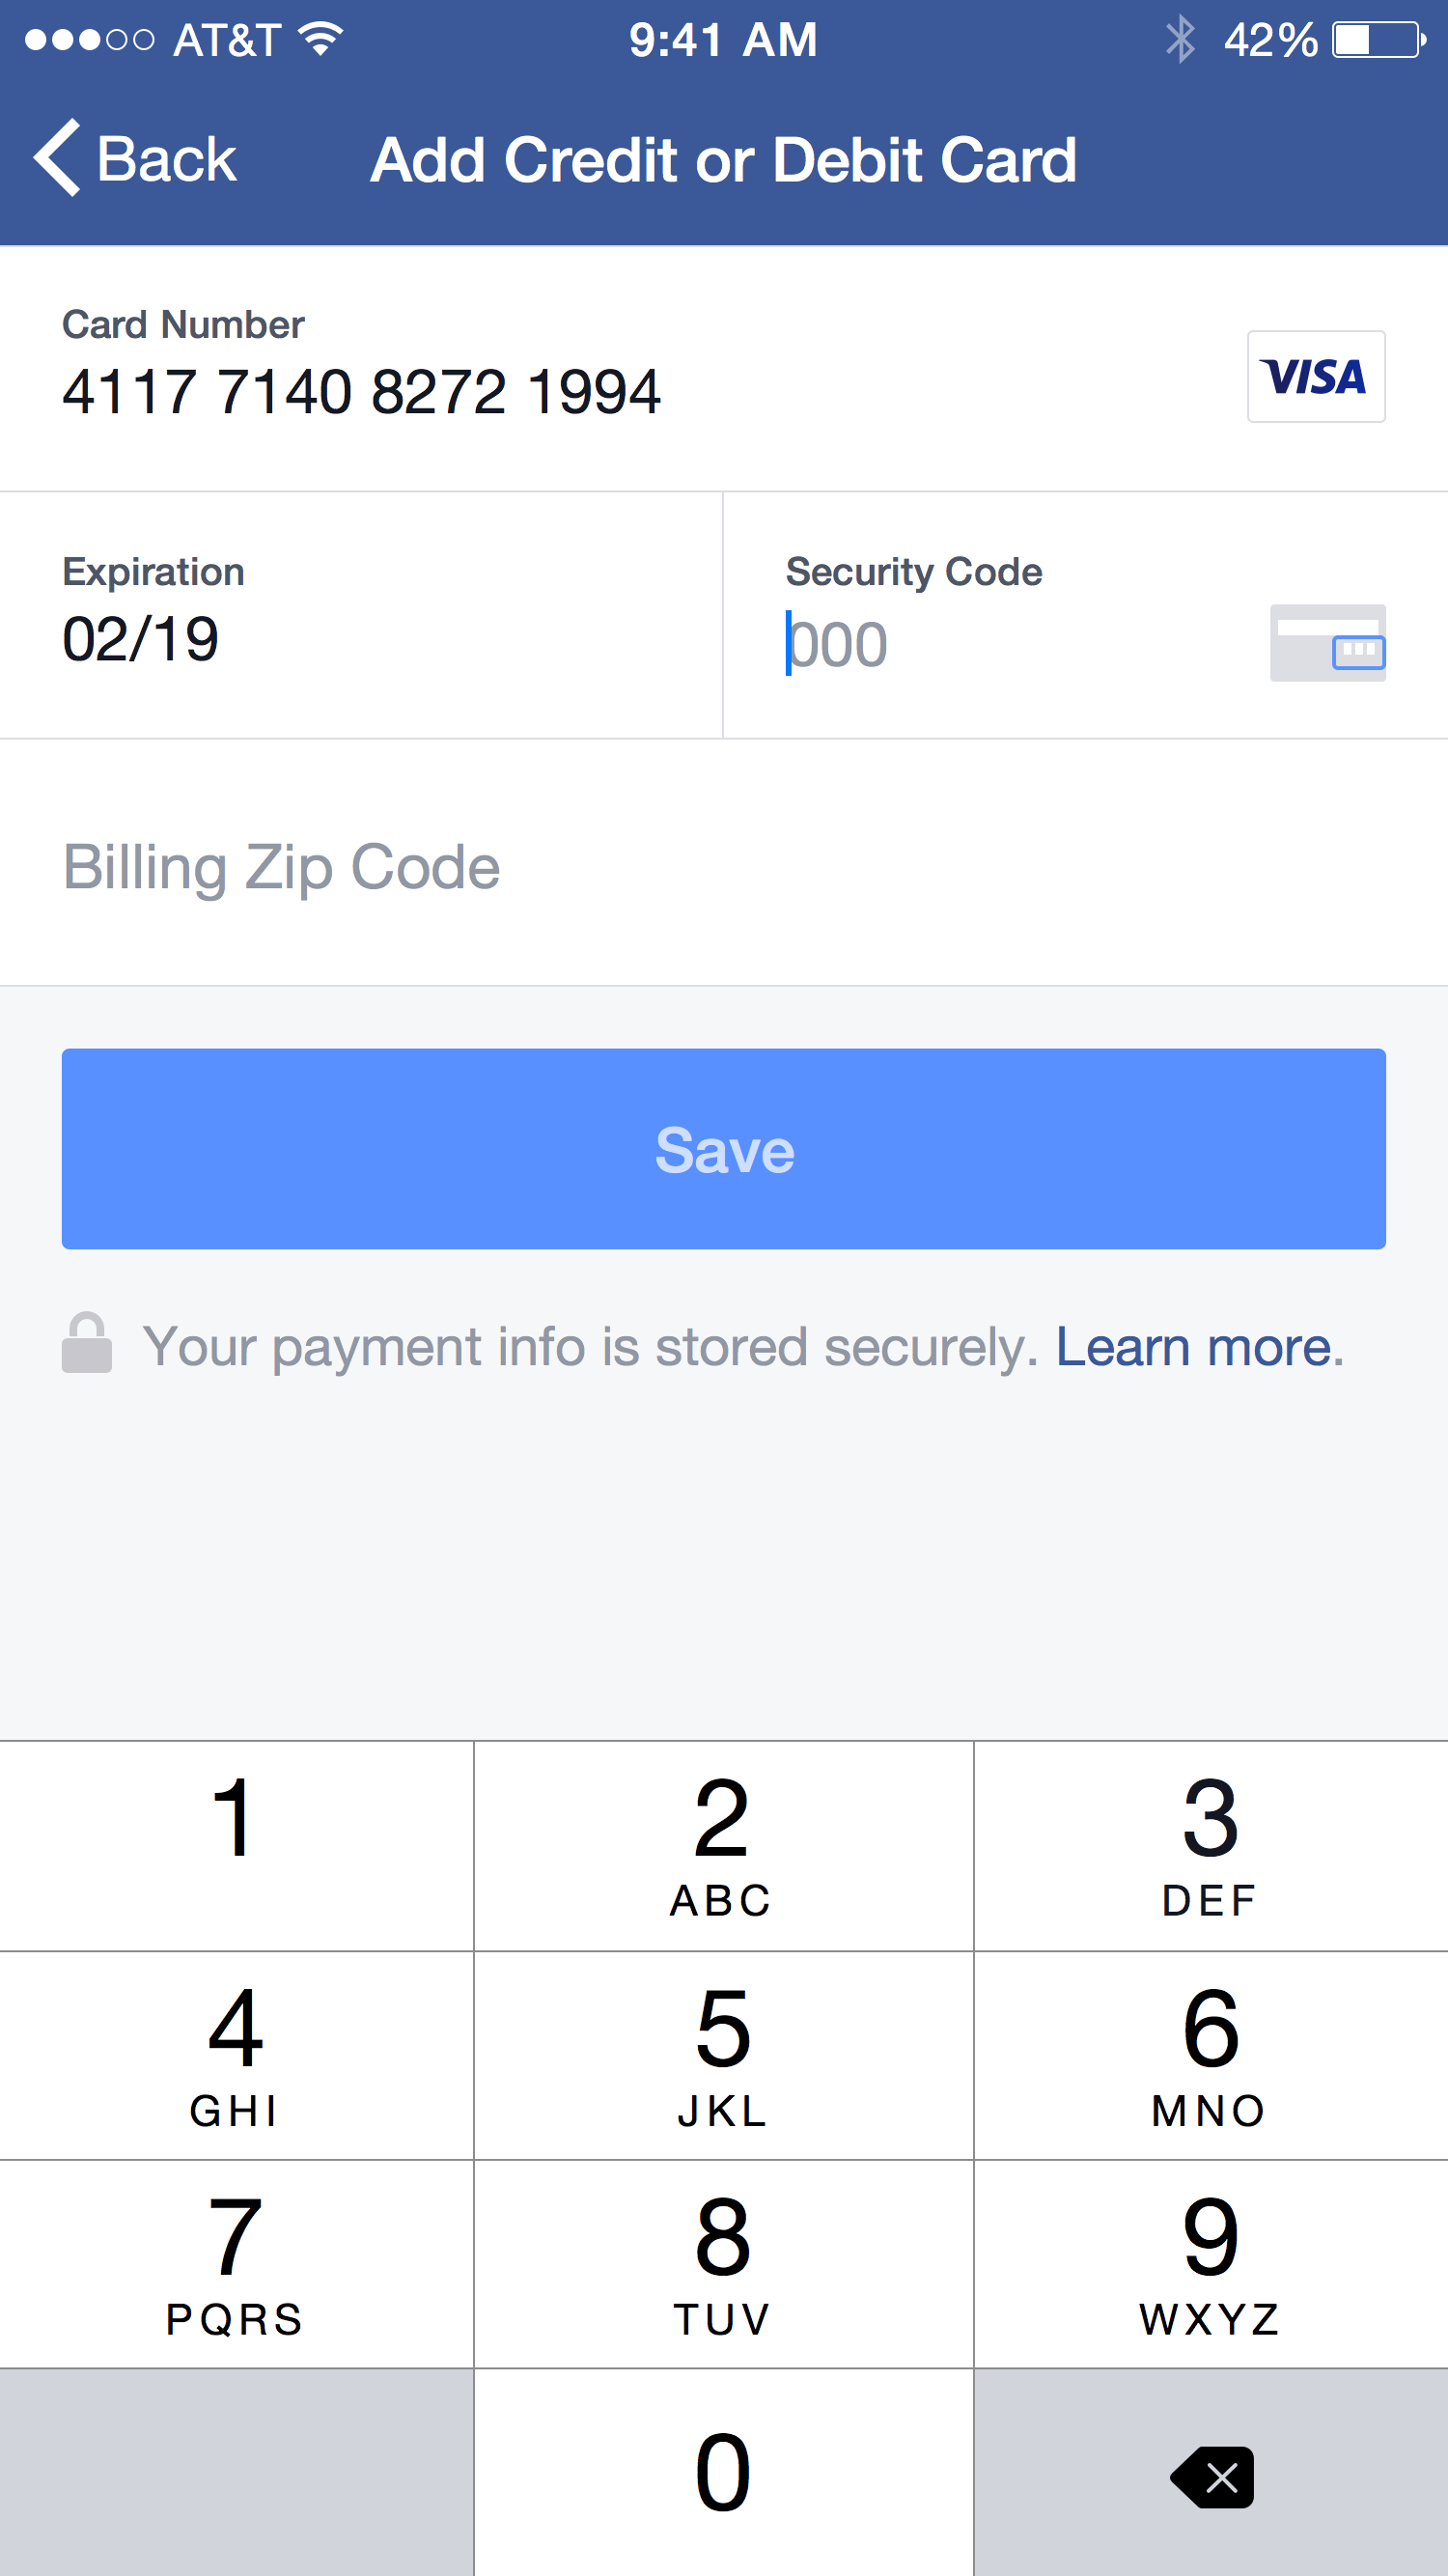 AT&T 9:41 AM 42%
Back Add Credit or Debit Card
Card Number
4117 7140 8272 1994
VISA
Expiration
02/19
Security Code
000
Billing Zip Code
Save
Your payment info is stored securely. Learn more.
1 2 3
ABC DEF
4 5 6
GHI JKL MNO
7 8 9
PQRS TUV WXYZ
0